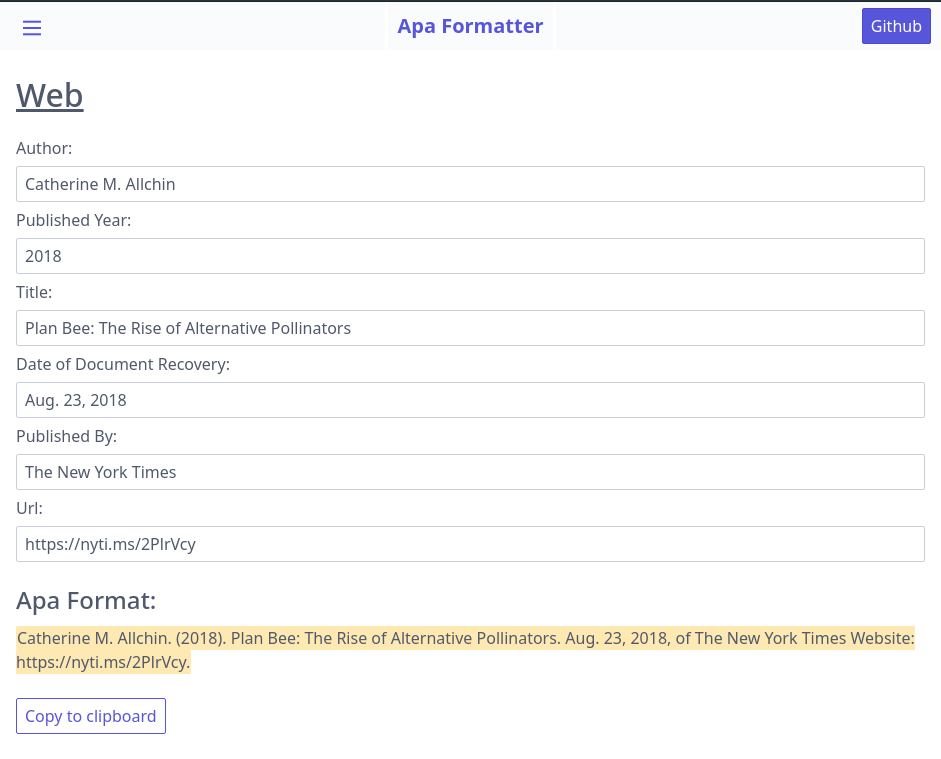 Apa Formatter
Github
Web
Author:
Catherine M. Allchin
Published Year:
2018
Title:
Plan Bee: The Rise of Alternative Pollinators
Date of Document Recovery:
Aug. 23, 2018
Published By:
The New York Times
Url:
https://nyti.ms/2PlrVcy
Apa Format:
Catherine M. Allchin. (2018). Plan Bee: The Rise of Alternative Pollinators. Aug. 23, 2018, of The New York Times Website:
https://nyti.ms/2PlrVcy.
Copy to clipboard